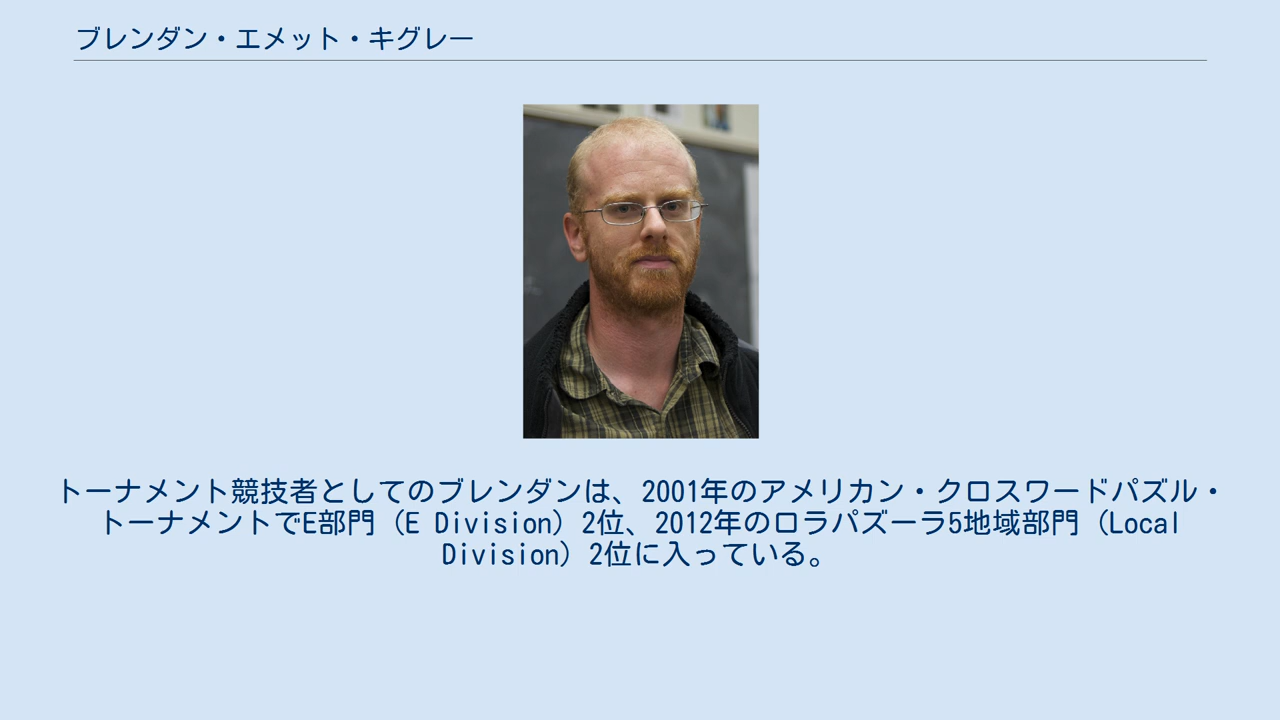 ブレンダン・エメット・キグレー
トーナメント競技者としてのブレンダンは、2001年のアメリカン・クロスワードパズル・
トーナメントでE部門（E Division）2位、2012年のロラパズーラ5地域部門（Local
Division）2位に入っている。